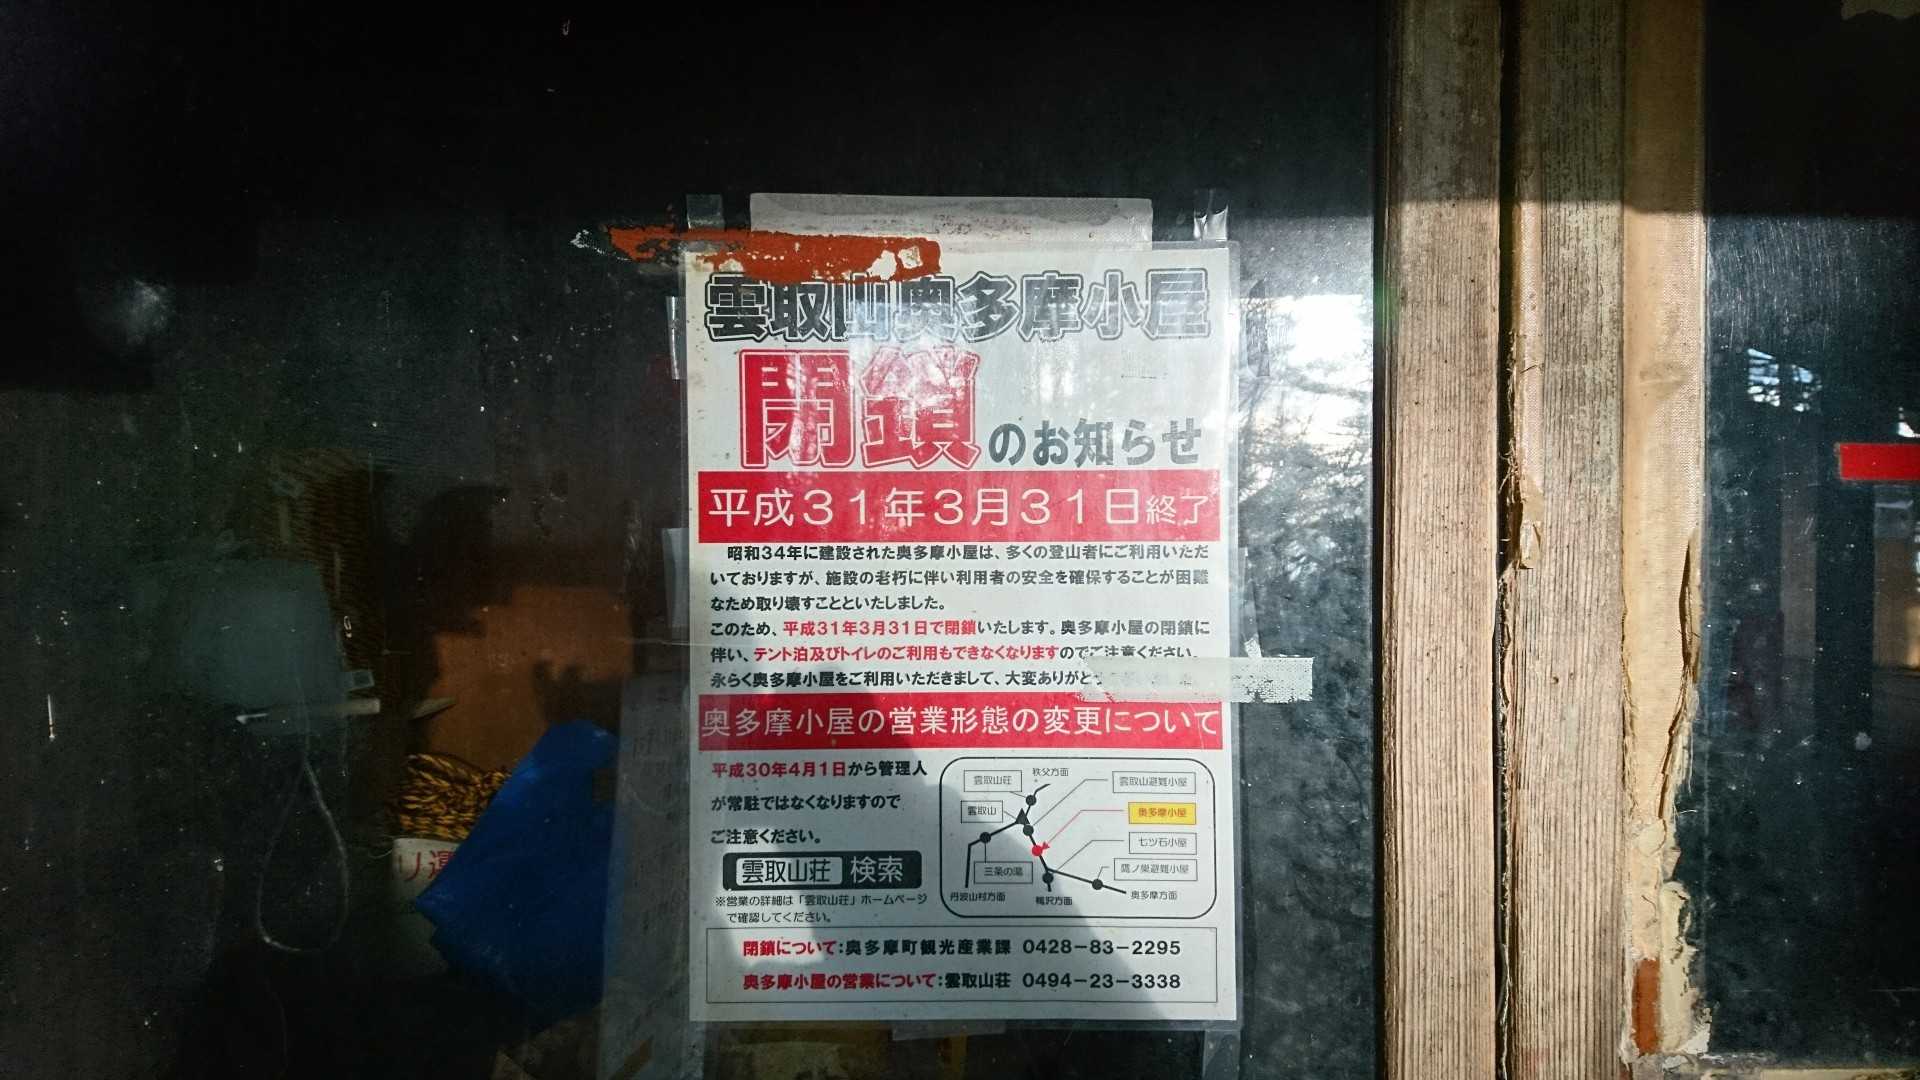 雲取山奥多摩小屋
閉鎖のお知らせ
平成31年3月31日終了
昭和34年に建設された奥多摩小屋は、多くの登山者にご利用いただ
いておりますが、施設の老朽に伴い利用者の安全を確保することが困難
なため取り壊すことといたしました。
このため、平成31年3月31日で閉鎖いたします。奥多摩小屋の閉鎖に
伴い、テント泊及びトイレのご利用もできなくなりますのでご注意ください。
永らく奥多摩小屋をご利用いただきまして、大変ありがと
奥多摩小屋の営業形態の変更について
平成30年4月1日から管理人
が常駐ではなくなりますので
ご注意ください。
雲取山荘 検索
※営業の詳細は「雲取山荘」ホームページ
で確認してください。
雲取山荘
秩父方面
雲取山避難小屋
雲取山
奥多摩小屋
七ツ石小屋
三条の湯
鷹ノ巣避難小屋
丹波山村方面
鴨沢方面
奥多摩方面
閉鎖について：奥多摩町観光産業課 0428－83－2295
奥多摩小屋の営業について：雲取山荘 0494－23－3338